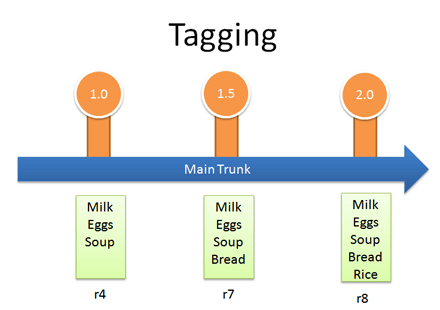 Tagging
1.0
1.5
2.0
Main Trunk
Milk
Eggs
Soup
r4
Milk
Eggs
Soup
Bread
r7
Milk
Eggs
Soup
Bread
Rice
r8